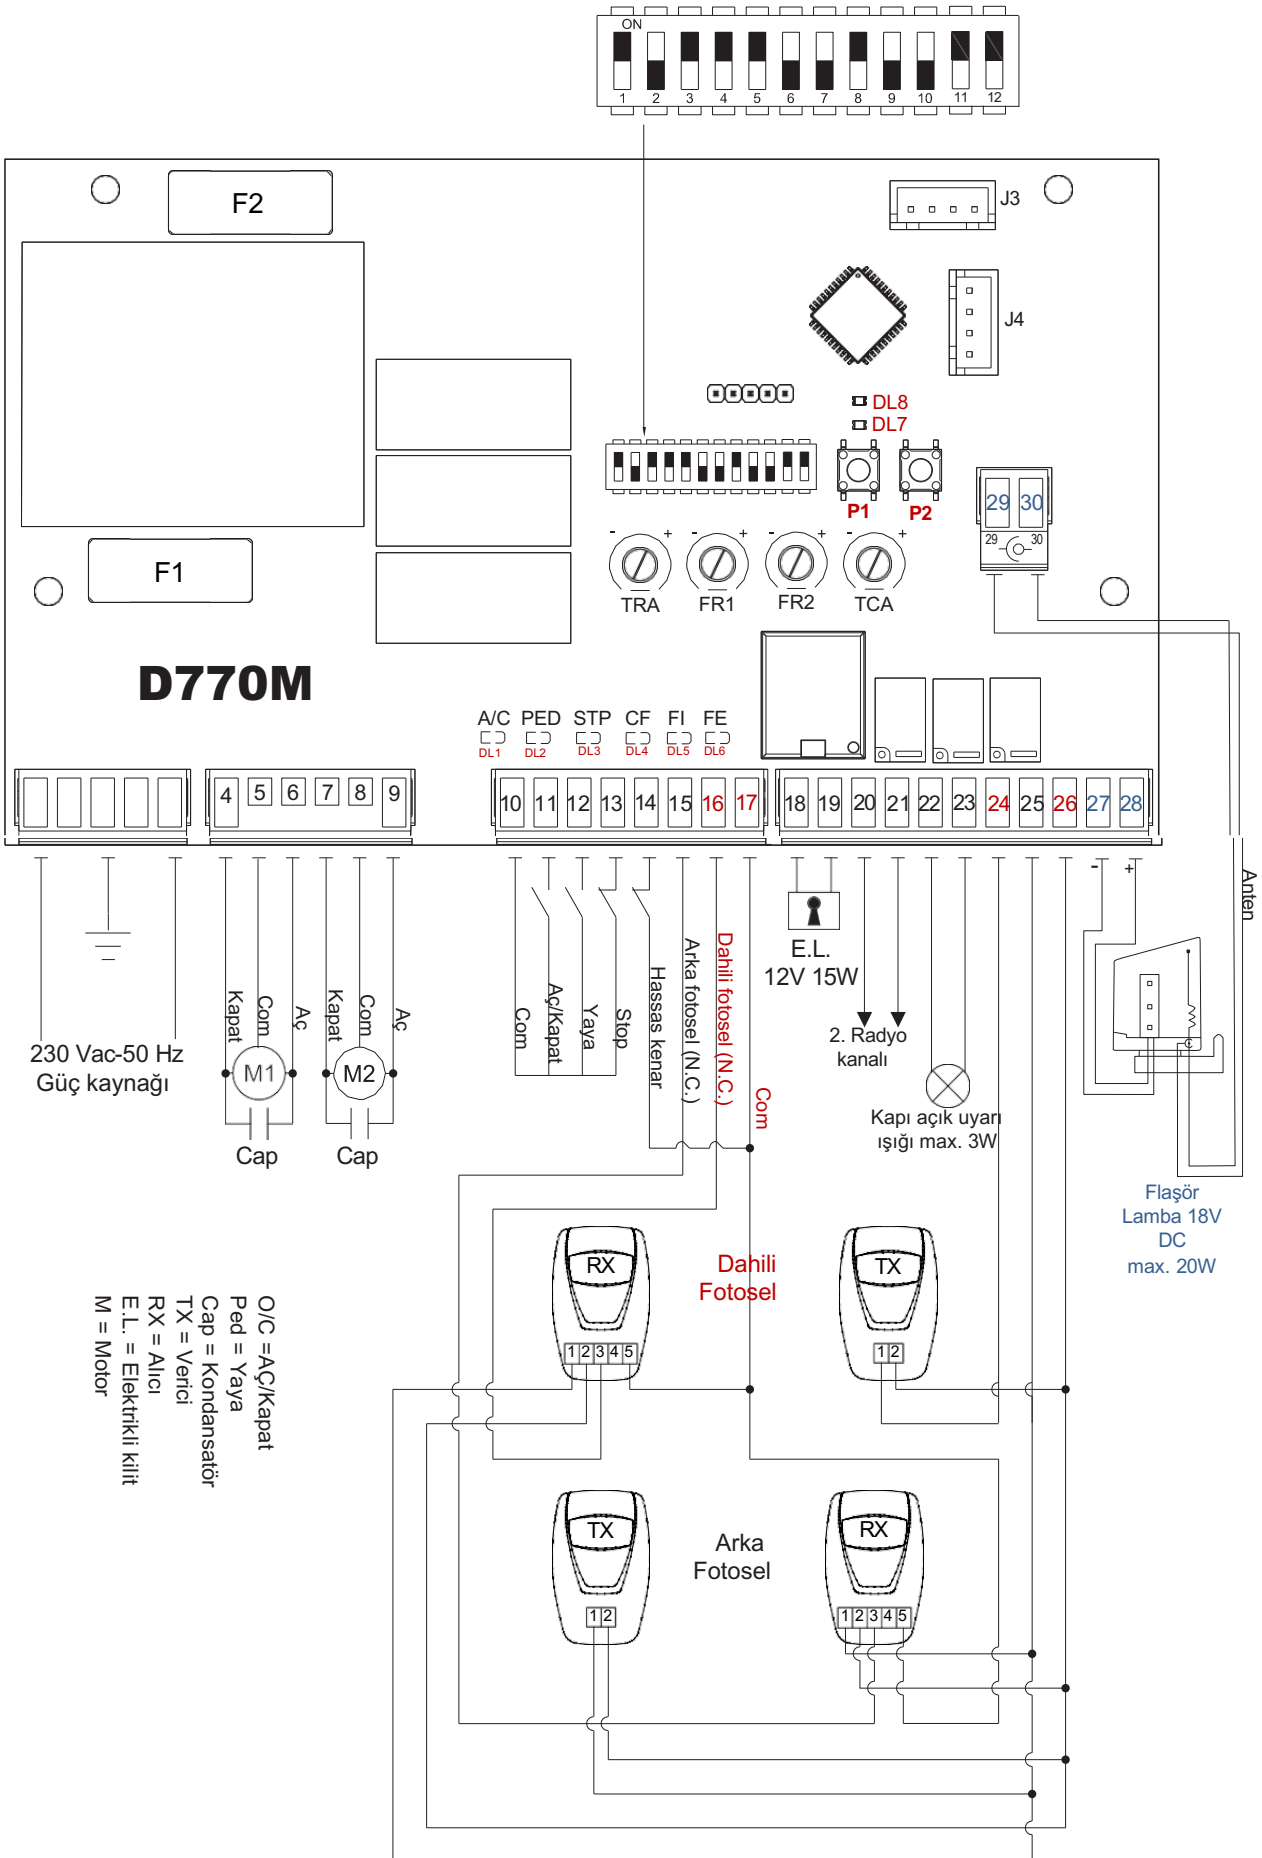 ON
1 2 3 4 5 6 7 8 9 10 11 12
F2
J3
J4
DL8
DL7
P1 P2
29 30
29 30
- + - + - + - +
TRA FR1 FR2 TCA
F1
D770M
A/C PED STP CF FI FE
DL1 DL2 DL3 DL4 DL5 DL6
4 5 6 7 8 9
10 11 12 13 14 15 16 17
18 19 20 21 22 23 24 25 26 27 28
- +
Anten
230 Vac-50 Hz
Güç kaynağı
Kapat
Com
Aç
Kapat
Com
Aç
M1
M2
Cap
Cap
Com
Aç/Kapat
Yaya
Stop
Hassas kenar
Arka fotosel (N.C.)
Dahili fotosel (N.C.)
Com
E.L.
12V 15W
2. Radyo
kanalı
Kapı açık uyarı
ışığı max. 3W
Flaşör
Lamba 18V
DC
max. 20W
RX
1 2 3 4 5
Dahili
Fotosel
TX
1 2
TX
1 2
Arka
Fotosel
RX
1 2 3 4 5
O/C =AÇ/Kapat
Ped = Yaya
Cap = Kondansatör
TX = Verici
RX = Alıcı
E.L. = Elektrikli kilit
M = Motor